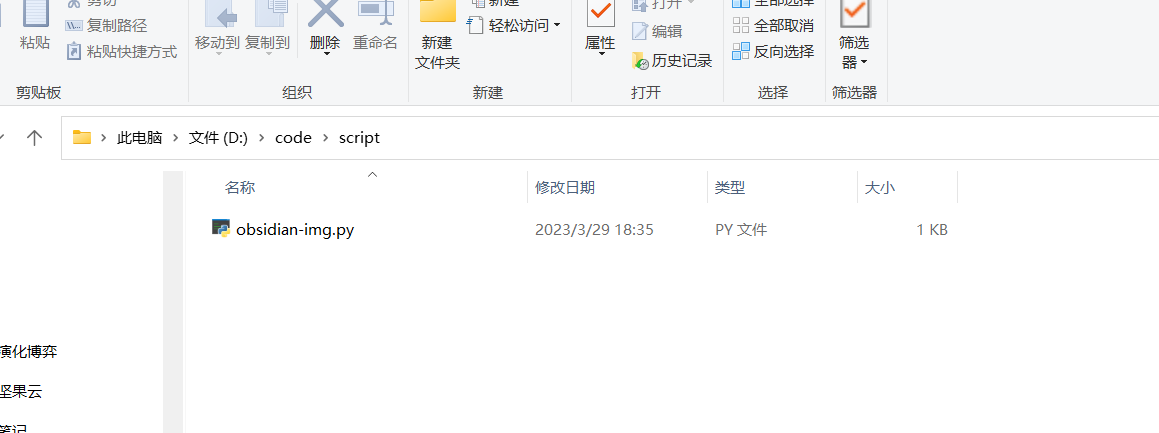 剪切
新建
打开
全部选择
粘贴
复制路径
粘贴快捷方式
移动到 复制到
删除
重命名
新建
文件夹
轻松访问
属性
编辑
历史记录
全部取消
反向选择
筛选
器
剪贴板
组织
新建
打开
选择
筛选器
此电脑 > 文件 (D:) > code > script
名称
修改日期
类型
大小
obsidian-img.py
2023/3/29 18:35
PY 文件
1 KB
演化博弈
坚果云
笔记